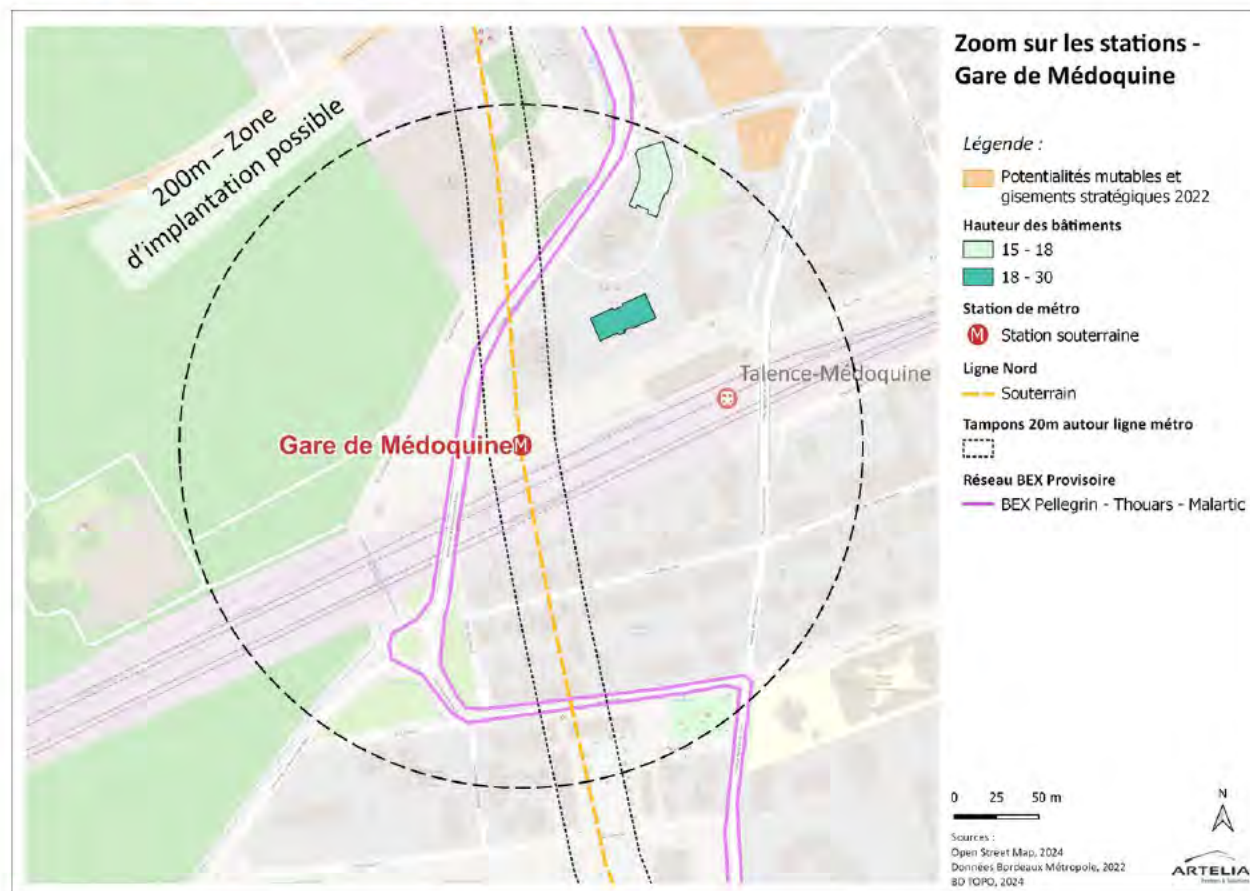 Zoom sur les stations -
Gare de Médoquine
200m – Zone
d'implantation possible
Talence-Médoquine
Gare de Médoquine M
Légende :
Potentialités mutables et
gisements stratégiques 2022
Hauteur des bâtiments
15 - 18
18 - 30
Station de métro
M Station souterraine
Ligne Nord
Souterrain
Tampons 20m autour ligne métro
Réseau BEX Provisoire
BEX Pellegrin - Thouars - Malartic
0 25 50 m
N
Sources :
Open Street Map, 2024
Données Bordeaux Métropole, 2022
BD TOPO, 2024
ARTELIA